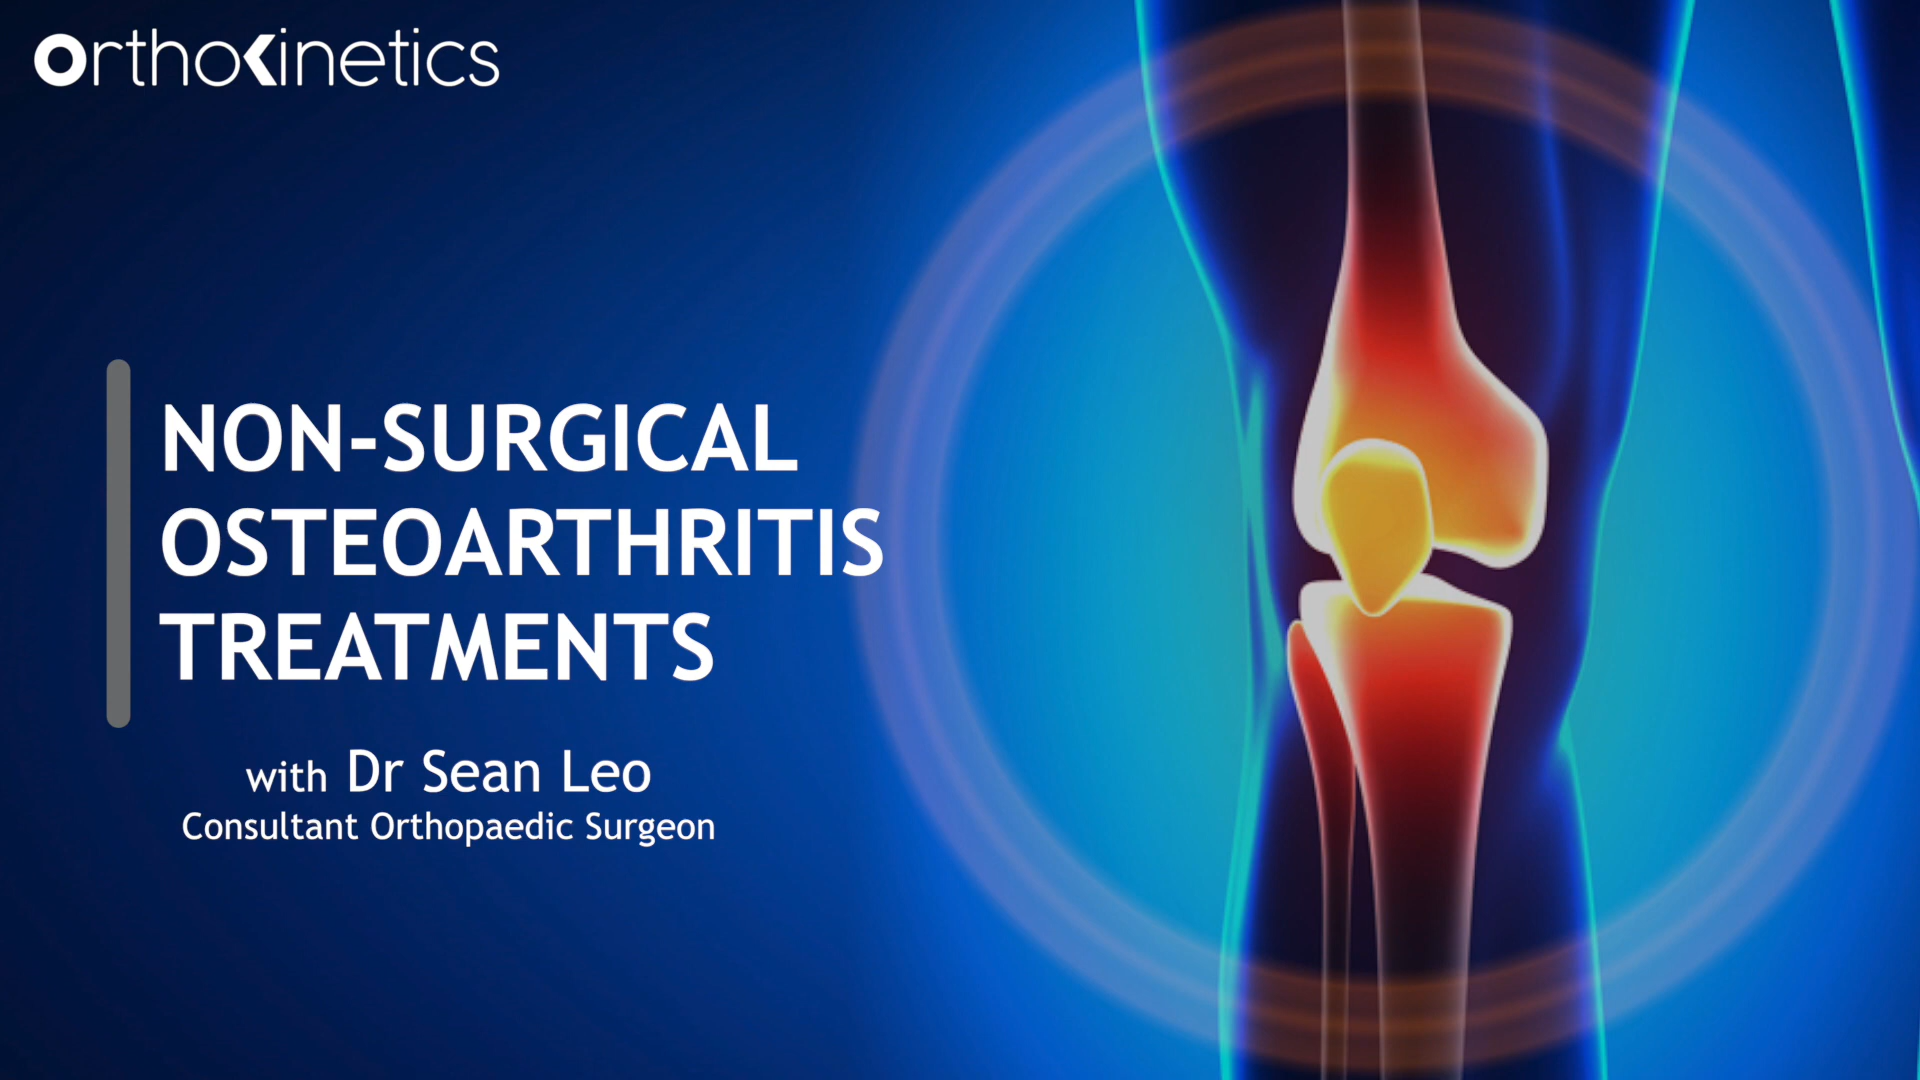 OrthoKinetics
NON-SURGICAL
OSTEOARTHRITIS
TREATMENTS
with Dr Sean Leo
Consultant Orthopaedic Surgeon